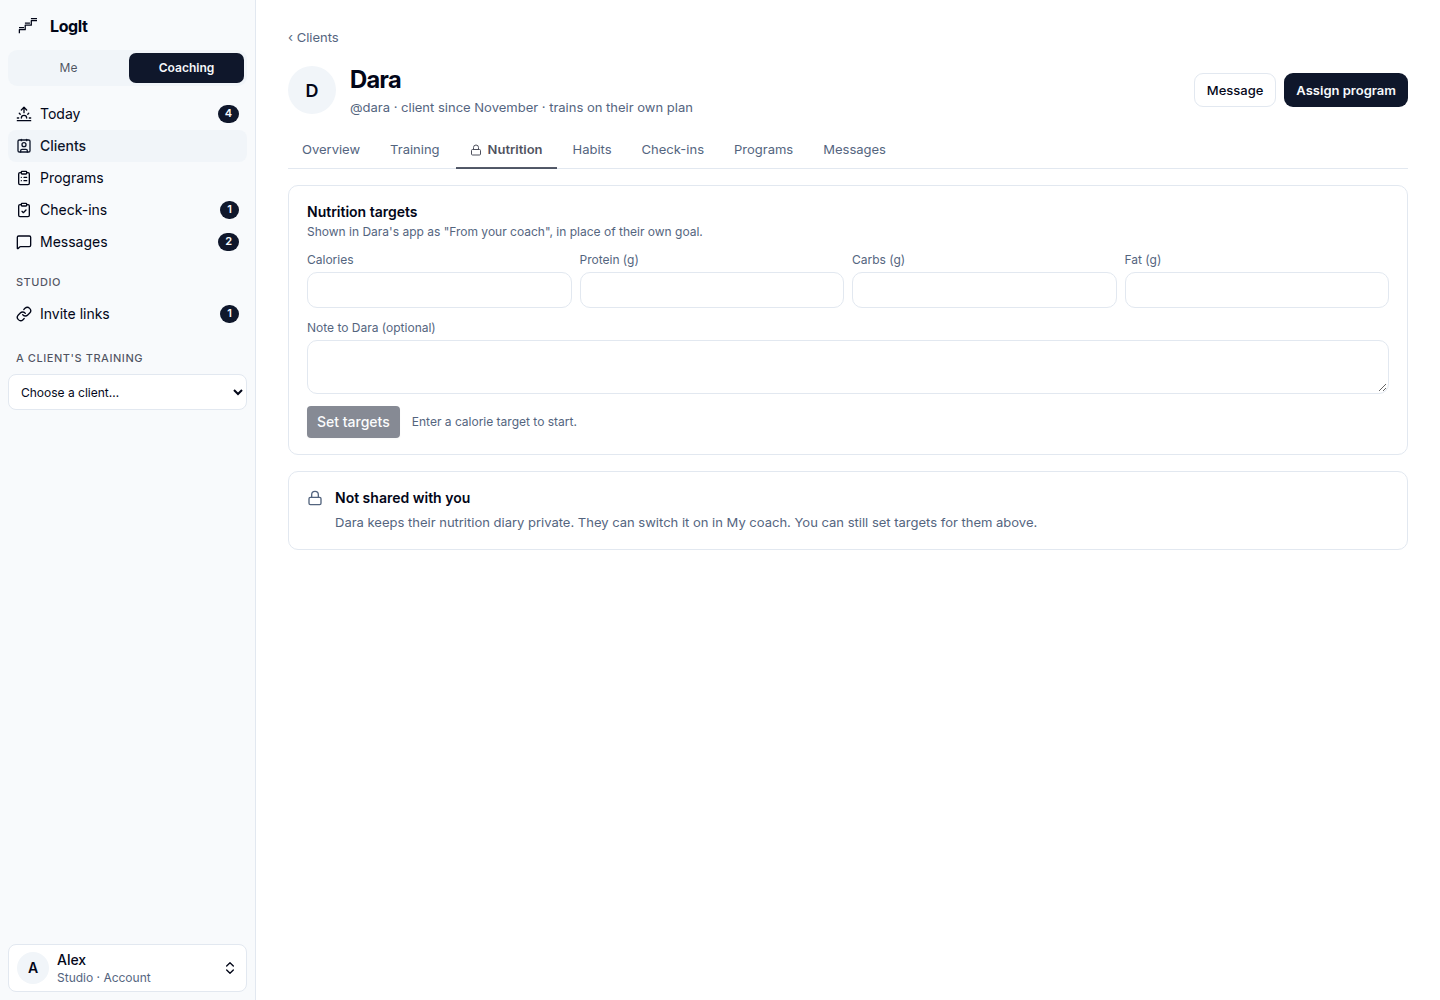 LogIt
Me
Coaching
Today
4
Clients
Programs
Check-ins
1
Messages
2
STUDIO
Invite links
1
A CLIENT'S TRAINING
Choose a client...
A
Alex
Studio · Account
‹ Clients
D
Dara
@dara · client since November · trains on their own plan
Message
Assign program
Overview
Training
Nutrition
Habits
Check-ins
Programs
Messages
Nutrition targets
Shown in Dara's app as "From your coach", in place of their own goal.
Calories
Protein (g)
Carbs (g)
Fat (g)
Note to Dara (optional)
Set targets
Enter a calorie target to start.
Not shared with you
Dara keeps their nutrition diary private. They can switch it on in My coach. You can still set targets for them above.